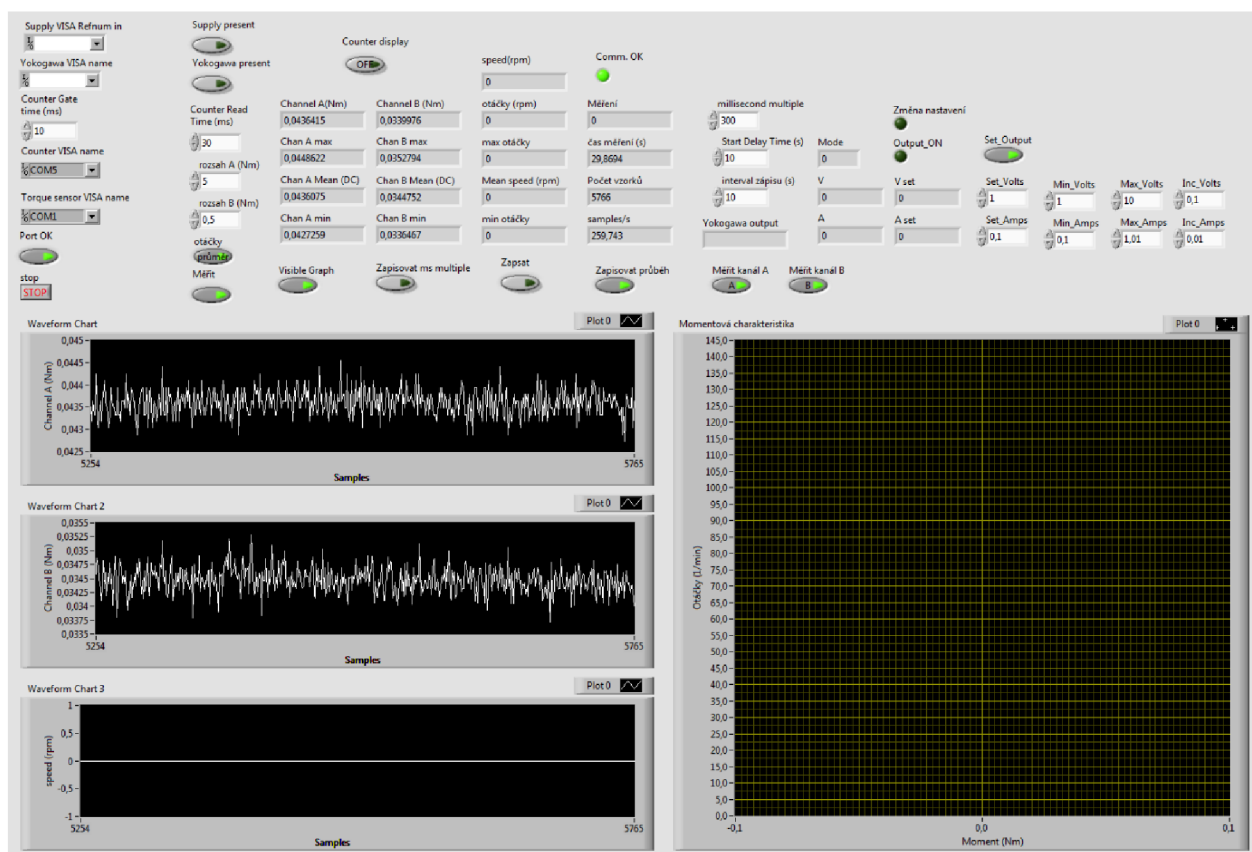 Supply VISA Refnum in
Supply present
Counter display
OFF
Yokogawa VISA name
Yokogawa present
speed(rpm)
0
Comm. OK
Counter Gate
time (ms)
10
Counter Read
Time (ms)
30
Channel A(Nm)
0,0436415
Channel B (Nm)
0,0339976
otáčky (rpm)
0
Měření
0
millisecond multiple
300
Změna nastavení
Counter VISA name
COM5
rozsah A (Nm)
5
Chan A max
0,0448622
Chan B max
0,0352794
max otáčky
0
čas měření (s)
29,8694
Start Delay Time (s)
10
Mode
0
Output_ON
Set_Output
Torque sensor VISA name
COM1
rozsah B (Nm)
0,5
Chan A Mean (DC)
0,0436075
Chan B Mean (DC)
0,0344752
Mean speed (rpm)
0
Počet vzorků
5766
interval zápisu (s)
10
V
0
V set
0
Set_Volts
1
Min_Volts
1
Max_Volts
10
Inc_Volts
0,1
Port OK
otáčky
průměr
Chan A min
0,0427259
Chan B min
0,0336467
min otáčky
0
samples/s
259,743
Yokogawa output
A
0
A set
0
Set_Amps
0,1
Min_Amps
0,1
Max_Amps
1,01
Inc_Amps
0,01
stop
STOP
Měřit
Visible Graph
Zapisovat ms multiple
Zapsat
Zapisovat průběh
Měřit kanál A
A
Měřit kanál B
B
Waveform Chart
Plot 0
Channel A (Nm)
0,045
0,0445
0,044
0,0435
0,043
0,0425
5254
5765
Samples
Waveform Chart 2
Plot 0
Channel B (Nm)
0,0355
0,03525
0,035
0,03475
0,0345
0,03425
0,034
0,03375
0,0335
5254
5765
Samples
Waveform Chart 3
Plot 0
speed (rpm)
1
0,5
0
-0,5
-1
5254
5765
Samples
Momentová charakteristika
Plot 0
Otáčky (1/min)
145,0
140,0
135,0
130,0
125,0
120,0
115,0
110,0
105,0
100,0
95,0
90,0
85,0
80,0
75,0
70,0
65,0
60,0
55,0
50,0
45,0
40,0
35,0
30,0
25,0
20,0
15,0
10,0
5,0
0,0
-0,1
0,0
0,1
Moment (Nm)